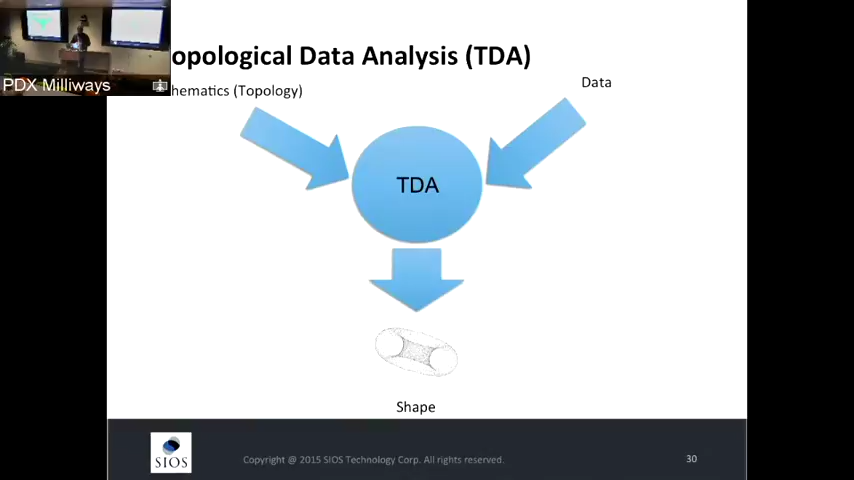 opological Data Analysis (TDA)
PDX Milliways
hematics (Topology)
Data
TDA
Shape
SIOS
Copyright @ 2015 SIOS Technology Corp. All rights reserved.
30